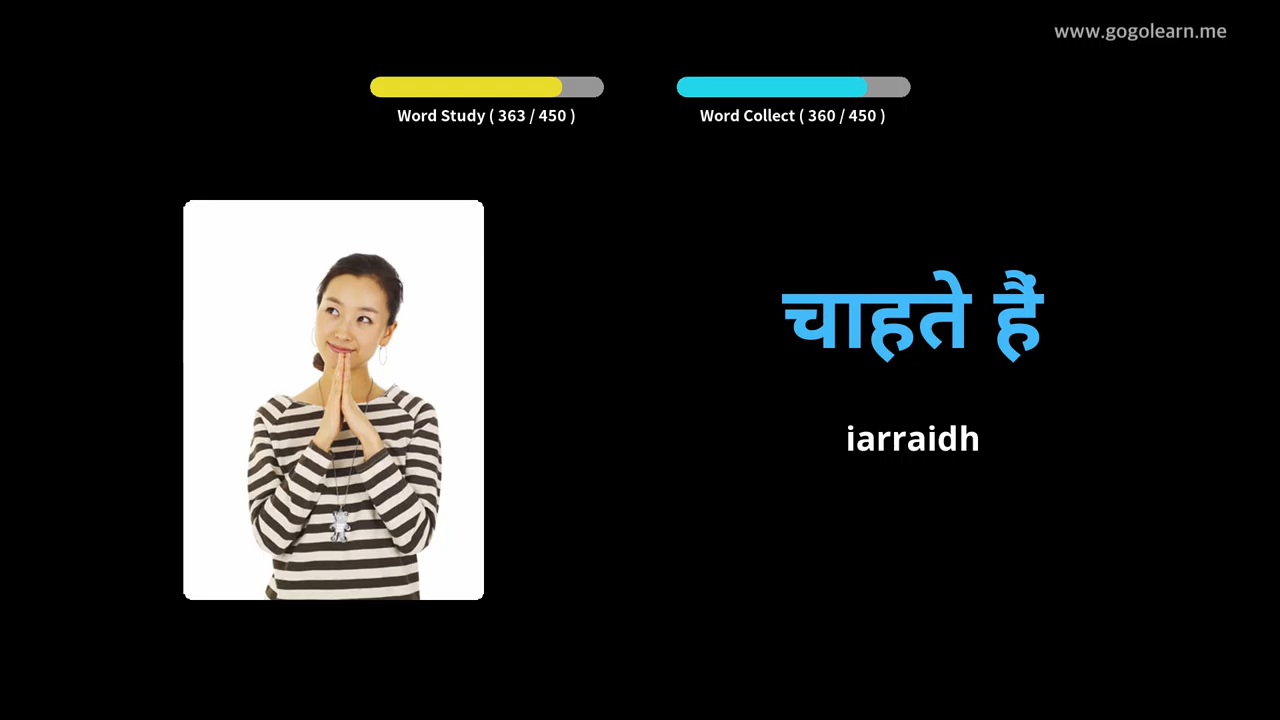 www.gogolearn.me
Word Study ( 363 / 450 )
Word Collect ( 360 / 450 )
चाहते हैं
iarraidh